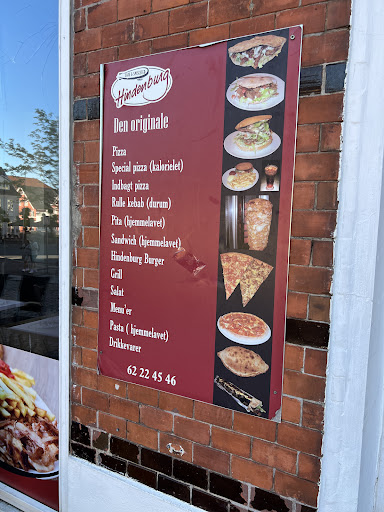 Hindenburg
Den originale
Pizza
Special pizza (kalorielet)
Indbagt pizza
Rulle kebab (durum)
Pita (hjemmelavet)
Sandwich (hjemmelavet)
Hindenburg Burger
Grill
Salat
Menu'er
Pasta ( hjemmelavet)
Drikkevarer
62 22 45 46